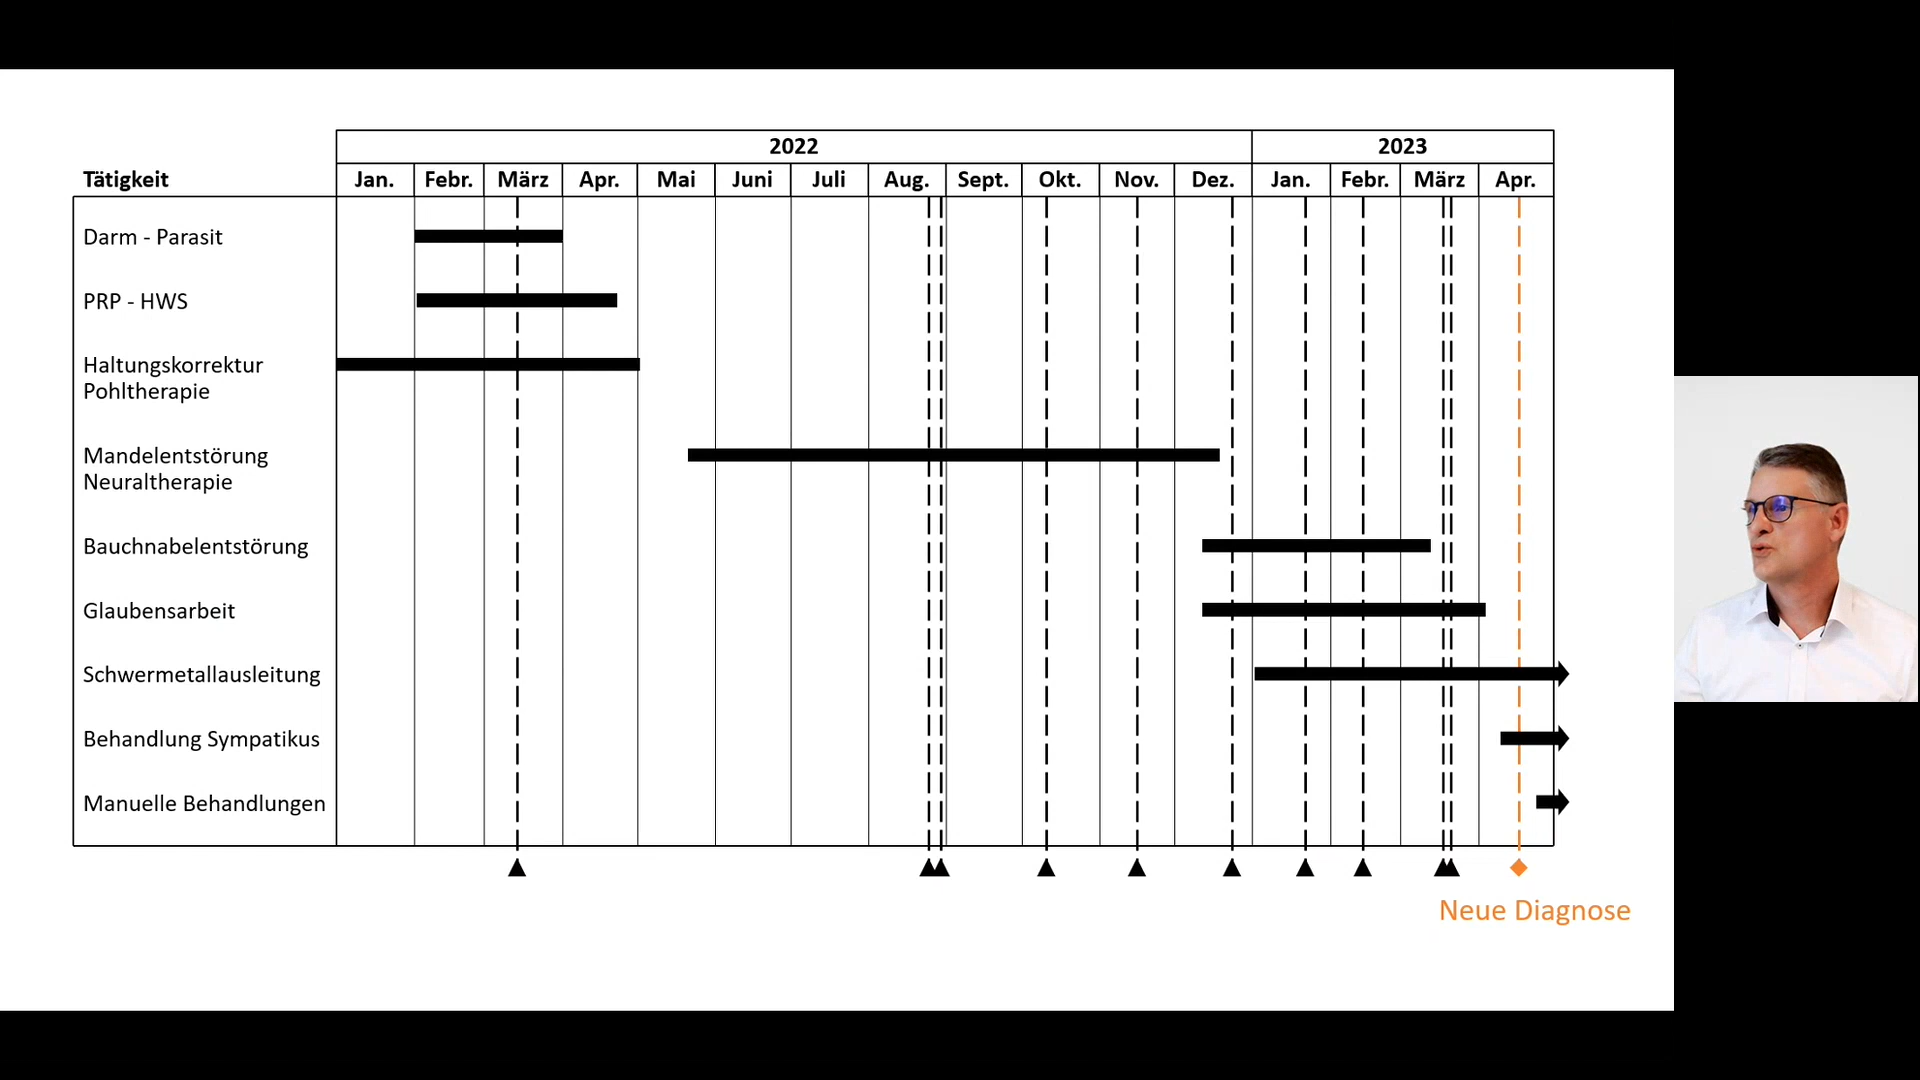 2022 2023
Tätigkeit Jan. Febr. März Apr. Mai Juni Juli Aug. Sept. Okt. Nov. Dez. Jan. Febr. März Apr.
Darm - Parasit
PRP - HWS
Haltungskorrektur
Pohltherapie
Mandelentstörung
Neuraltherapie
Bauchnabelentstörung
Glaubensarbeit
Schwermetallausleitung
Behandlung Sympatikus
Manuelle Behandlungen
Neue Diagnose